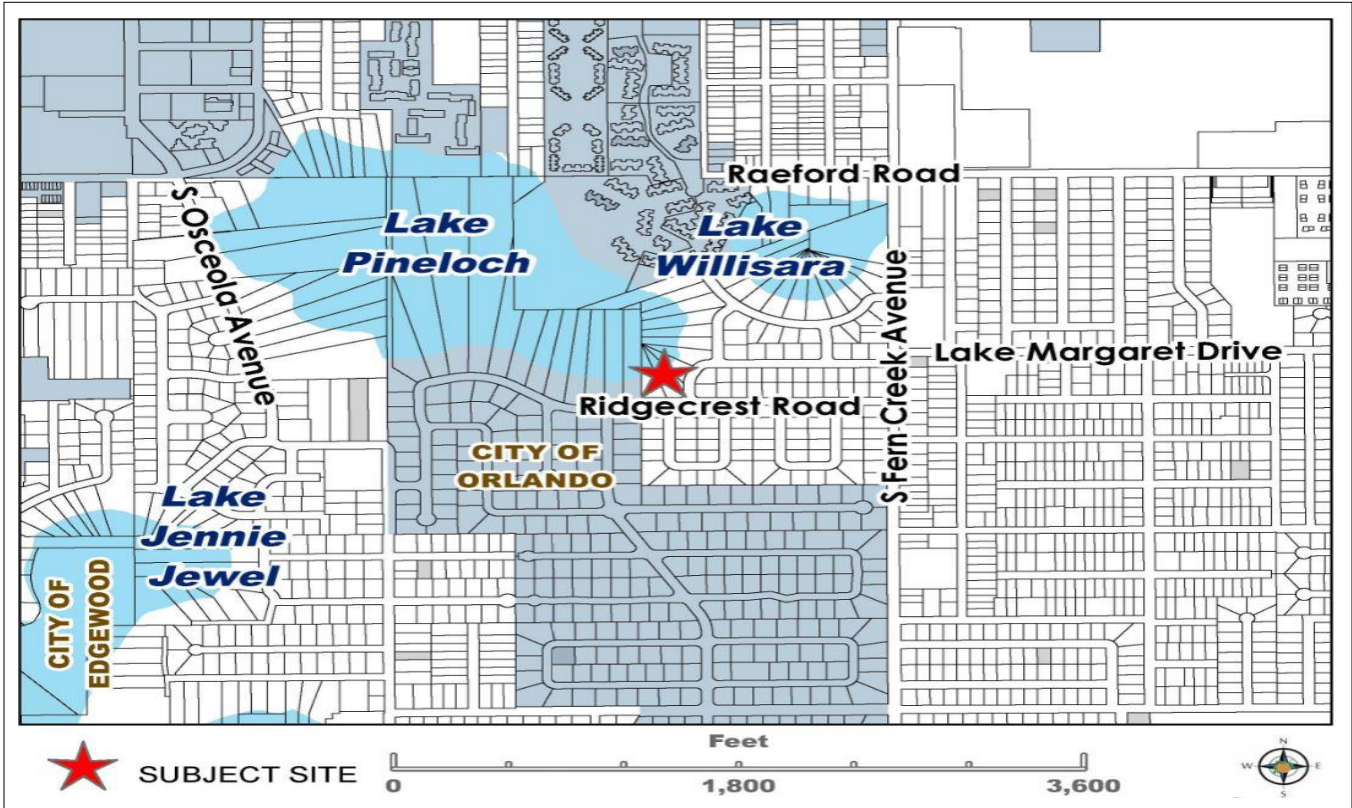 Raeford Road
S Osceola Avenue
Lake
Pineloch
Lake
Willisara
S Fern Creek Avenue
Lake Margaret Drive
Ridgecrest Road
CITY OF
ORLANDO
Lake
Jennie
Jewel
CITY OF
EDGEWOOD
SUBJECT SITE
Feet
0
1,800
3,600
N
W
E
S